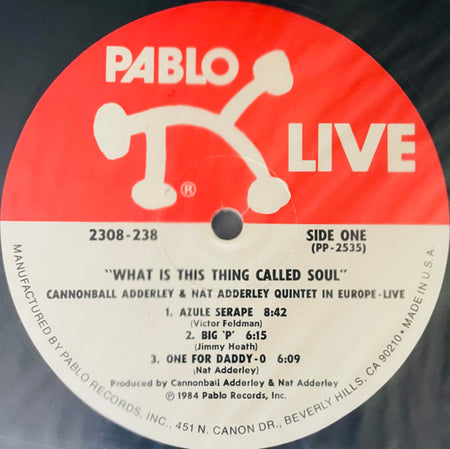 PABLO
LIVE
®
2308-238
SIDE ONE
(PP-2535)
"WHAT IS THIS THING CALLED SOUL"
CANNONBALL ADDERLEY & NAT ADDERLEY QUINTET IN EUROPE-LIVE
1. AZULE SERAPE 8:42
(Victor Feldman)
2. BIG 'P' 6:15
(Jimmy Heath)
3. ONE FOR DADDY-O 6:09
(Nat Adderley)
Produced by Cannonball Adderley & Nat Adderley
Ⓟ 1984 Pablo Records, Inc.
MANUFACTURED BY PABLO RECORDS, INC., 451 N. CANON DR., BEVERLY HILLS, CA 90210 • MADE IN U.S.A.